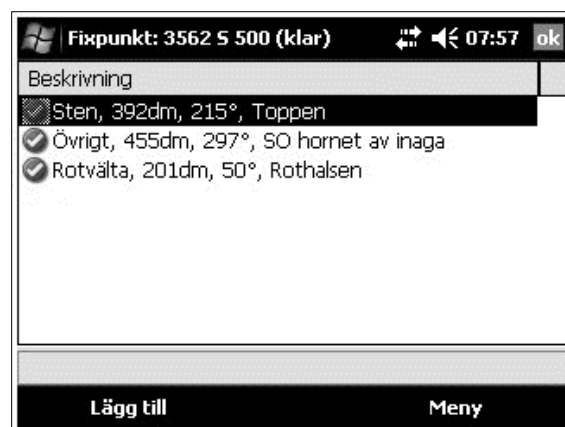 Fixpunkt: 3562 S 500 (klar) 07:57 ok
Beskrivning
Sten, 392dm, 215°, Toppen
Övrigt, 455dm, 297°, SO hornet av inaga
Rotvälta, 201dm, 50°, Rothalsen
Lägg till Meny